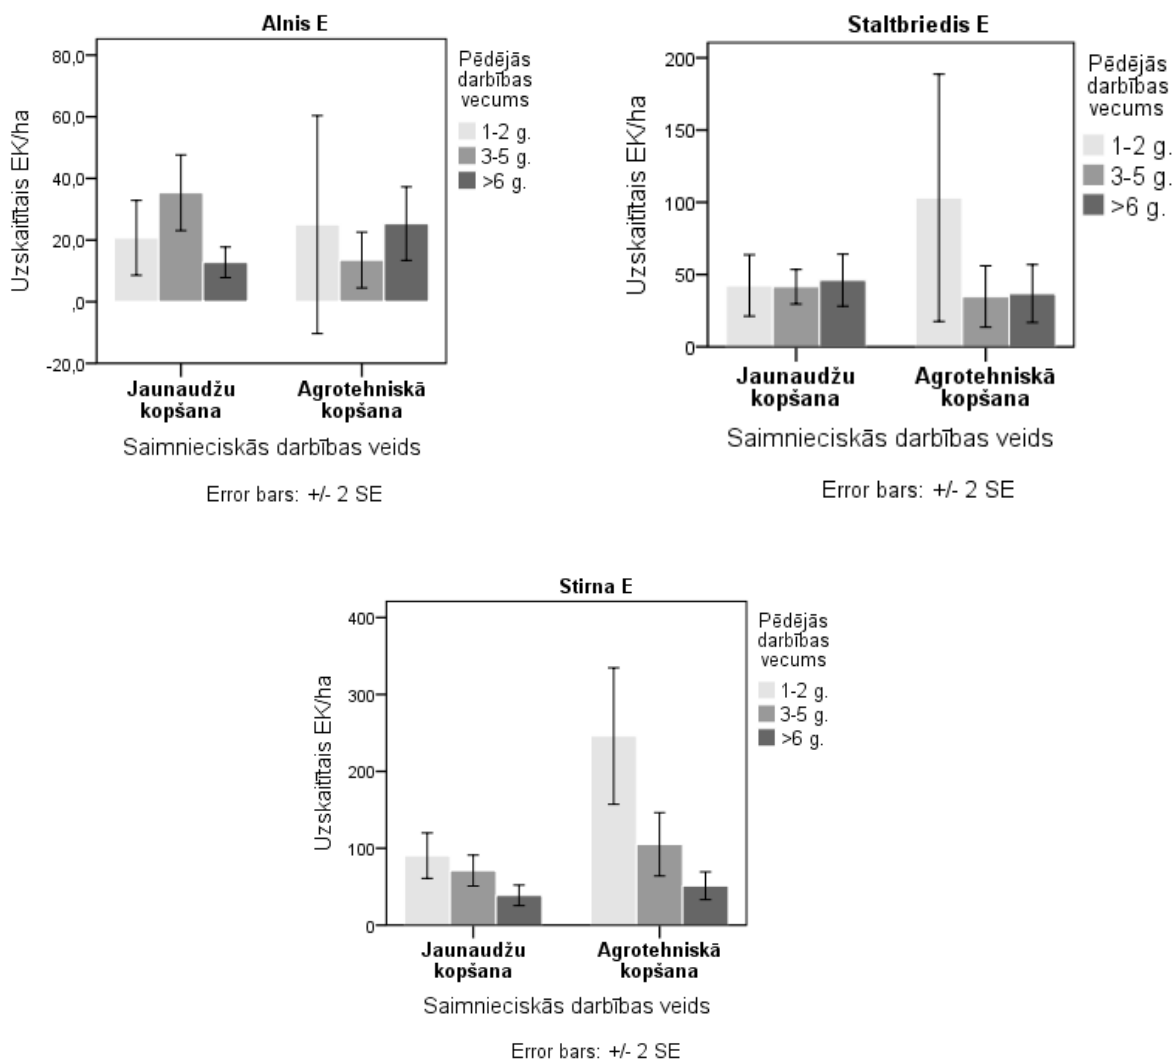 Alnis E
Uzskaitītais EK/ha
80,0
60,0
40,0
20,0
,0
-20,0
Jaunaudžu
kopšana
Agrotehniskā
kopšana
Saimnieciskās darbības veids
Error bars: +/- 2 SE
Pēdējās
darbības
vecums
1-2 g.
3-5 g.
>6 g.
Staltbriedis E
Uzskaitītais EK/ha
200
150
100
50
0
Jaunaudžu
kopšana
Agrotehniskā
kopšana
Saimnieciskās darbības veids
Error bars: +/- 2 SE
Pēdējās
darbības
vecums
1-2 g.
3-5 g.
>6 g.
Stirna E
Uzskaitītais EK/ha
400
300
200
100
0
Jaunaudžu
kopšana
Agrotehniskā
kopšana
Saimnieciskās darbības veids
Error bars: +/- 2 SE
Pēdējās
darbības
vecums
1-2 g.
3-5 g.
>6 g.